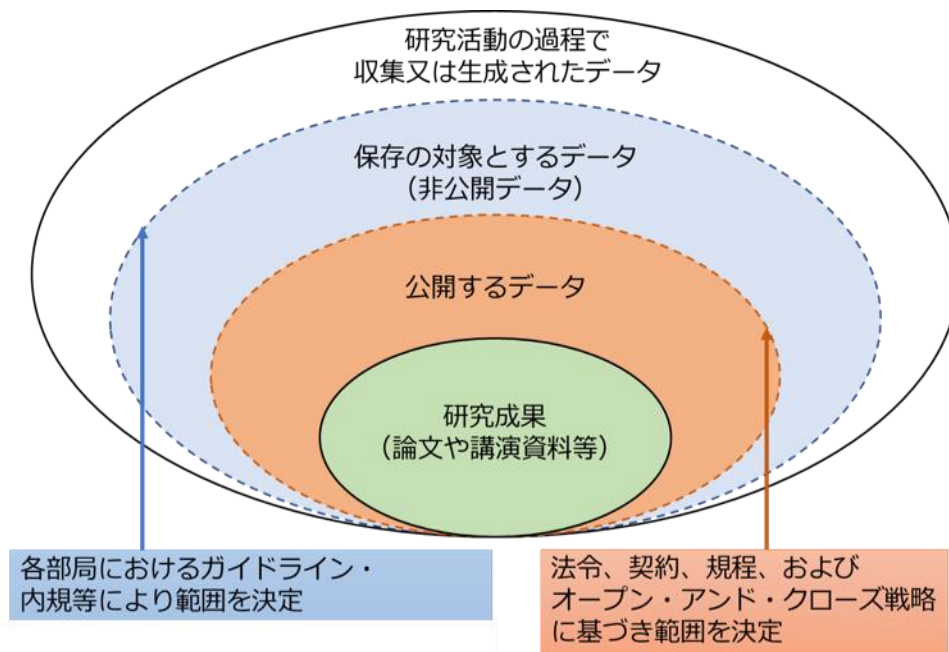 研究活動の過程で
収集又は生成されたデータ
保存の対象とするデータ
（非公開データ）
公開するデータ
研究成果
（論文や講演資料等）
各部局におけるガイドライン・
内規等により範囲を決定
法令、契約、規程、および
オープン・アンド・クローズ戦略
に基づき範囲を決定